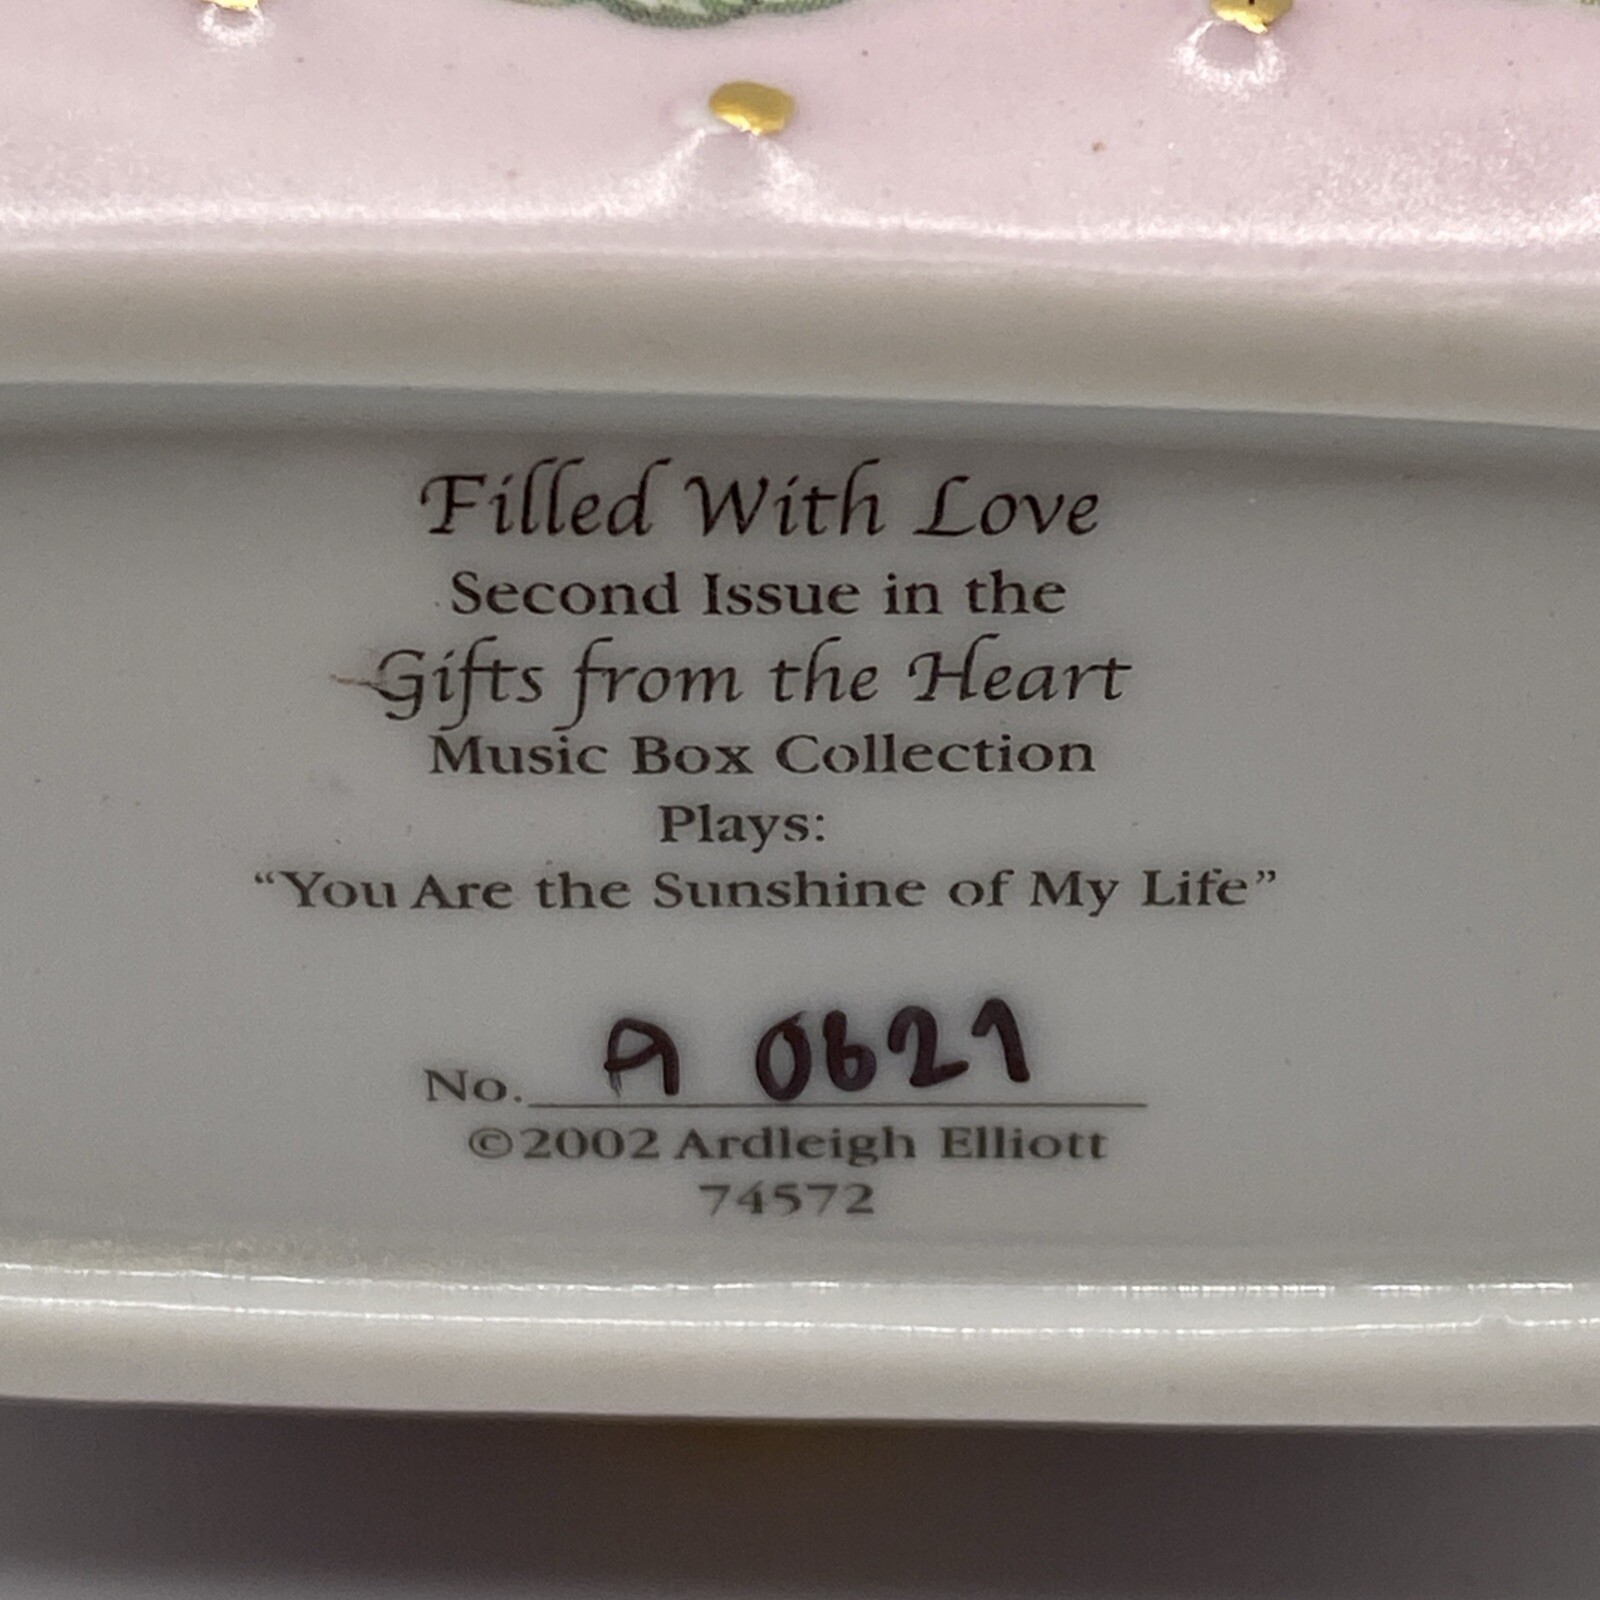 Filled With Love
Second Issue in the
Gifts from the Heart
Music Box Collection
Plays:
“You Are the Sunshine of My Life”
No. A 0621
©2002 Ardleigh Elliott
74572